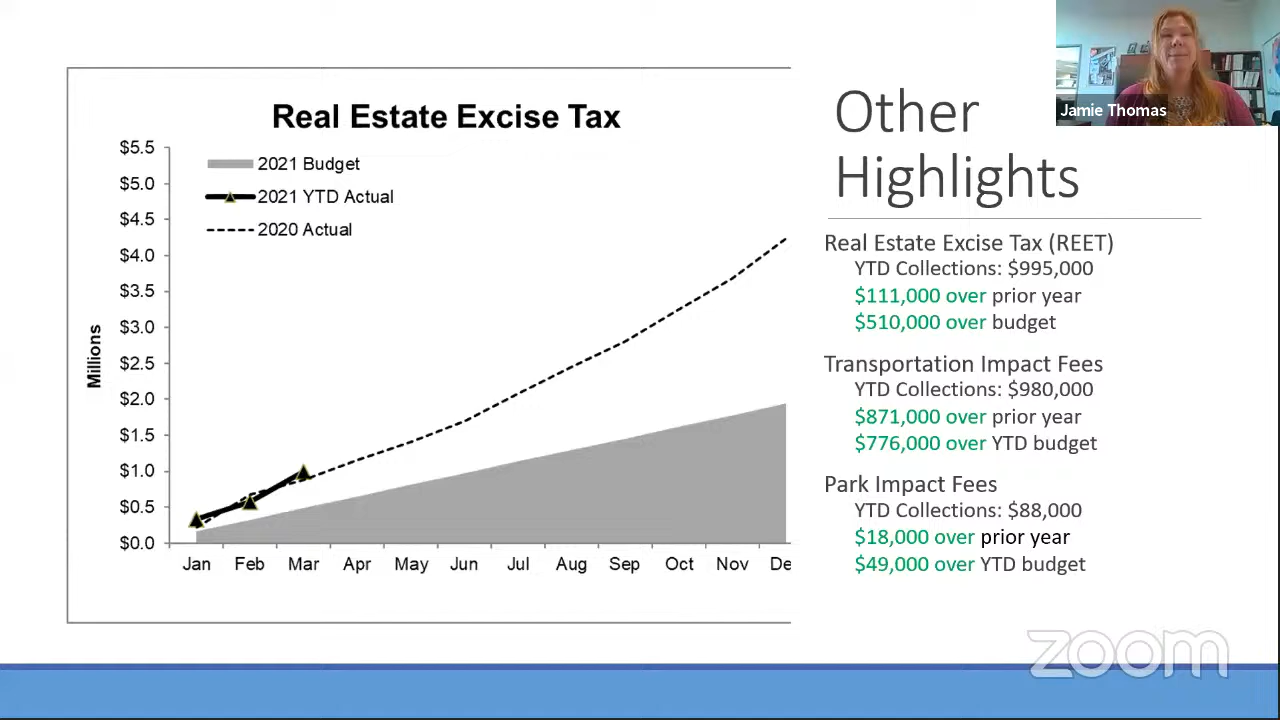 Real Estate Excise Tax
$5.5
$5.0
$4.5
$4.0
$3.5
$3.0
$2.5
$2.0
$1.5
$1.0
$0.5
$0.0
Millions
2021 Budget
2021 YTD Actual
2020 Actual
Jan Feb Mar Apr May Jun Jul Aug Sep Oct Nov De
Other
Highlights
Real Estate Excise Tax (REET)
YTD Collections: $995,000
$111,000 over prior year
$510,000 over budget
Transportation Impact Fees
YTD Collections: $980,000
$871,000 over prior year
$776,000 over YTD budget
Park Impact Fees
YTD Collections: $88,000
$18,000 over prior year
$49,000 over YTD budget
Jamie Thomas
zoom